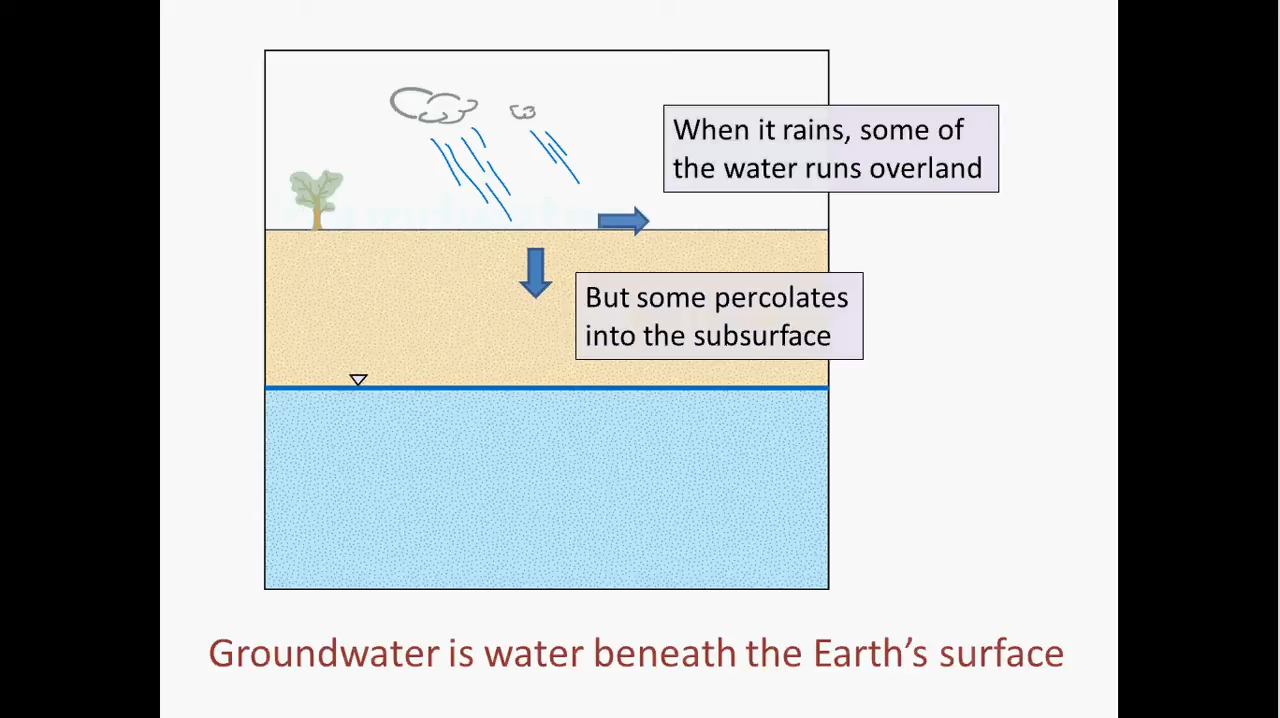 When it rains, some of
the water runs overland
But some percolates
into the subsurface
Groundwater is water beneath the Earth's surface